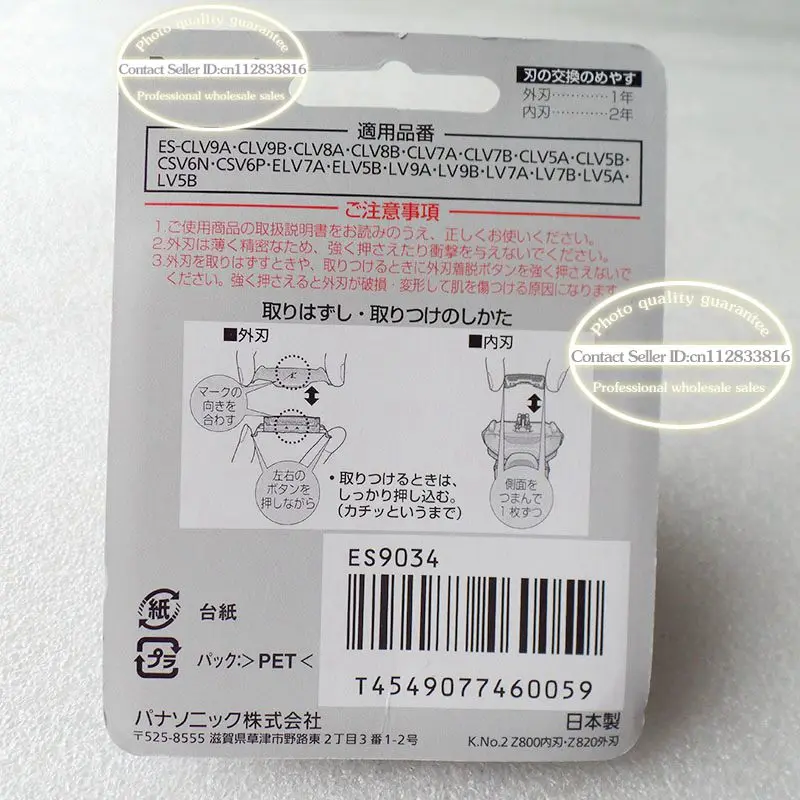 Photo quality guarantee
Contact Seller ID:cn112833816
Professional wholesale sales
刃の交換のめやす
外刃…………1年
内刃…………2年
適用品番
ES-CLV9A・CLV9B・CLV8A・CLV8B・CLV7A・CLV7B・CLV5A・CLV5B・
CSV6N・CSV6P・ELV7A・ELV5B・LV9A・LV9B・LV7A・LV7B・LV5A・
LV5B
ご注意事項
1.ご使用商品の取扱説明書をお読みのうえ、正しくお使いください。
2.外刃は薄く精密なため、強く押さえたり衝撃を与えないでください。
3.外刃を取りはずすときや、取りつけるときに外刃着脱ボタンを強く押さえないで
ください。強く押さえると外刃が破損・変形して肌を傷つける原因になります。
取りはずし・取りつけのしかた
■外刃
■内刃
マークの
向きを
合わす
左右の
ボタンを
押しながら
・取りつけるときは、
しっかり押し込む。
（カチッというまで）
側面を
つまんで
1枚ずつ
Photo quality guarantee
Contact Seller ID:cn112833816
Professional wholesale sales
ES9034
T4549077460059
紙
台紙
プラ
パック:＞PET＜
パナソニック株式会社
〒525-8555 滋賀県草津市野路東2丁目3番1-2号
日本製
K.No.2 Z800内刃・Z820外刃